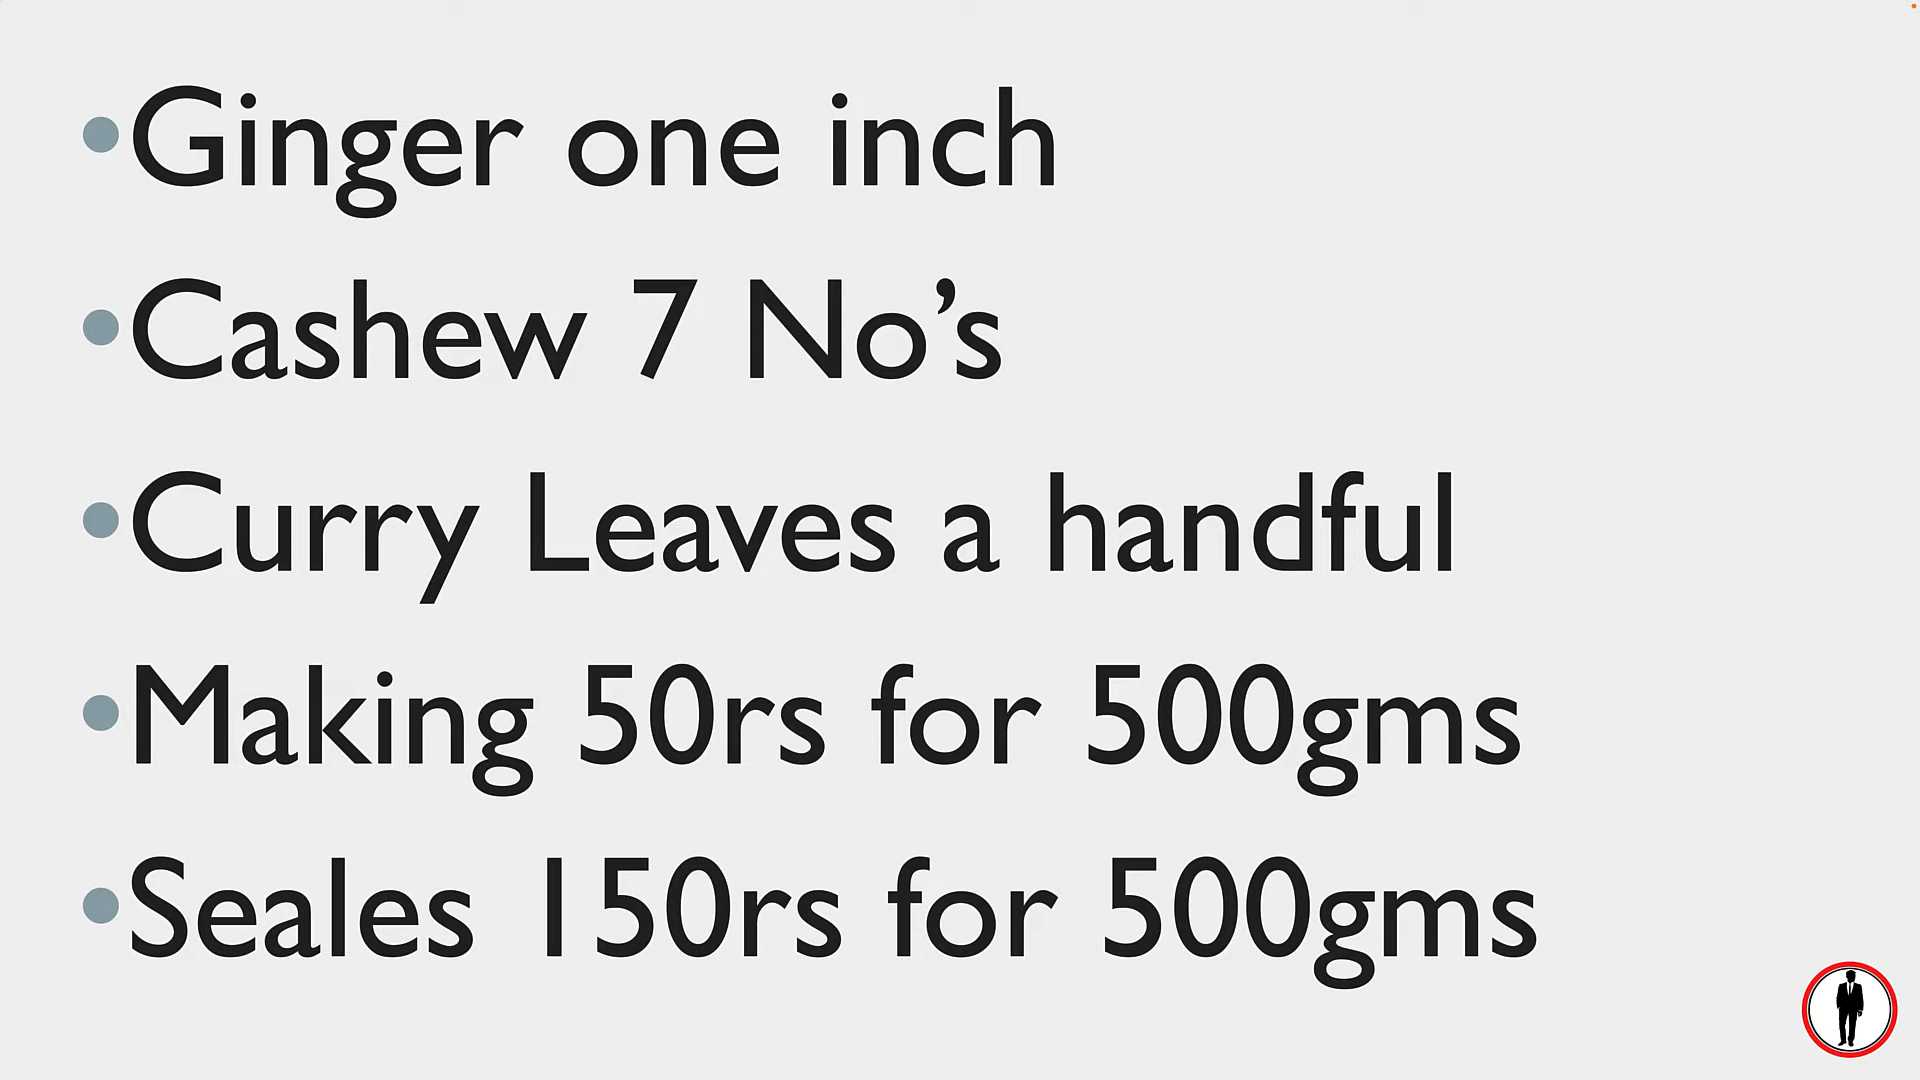 •Ginger one inch
•Cashew 7 No’s
•Curry Leaves a handful
•Making 50rs for 500gms
•Seales 150rs for 500gms